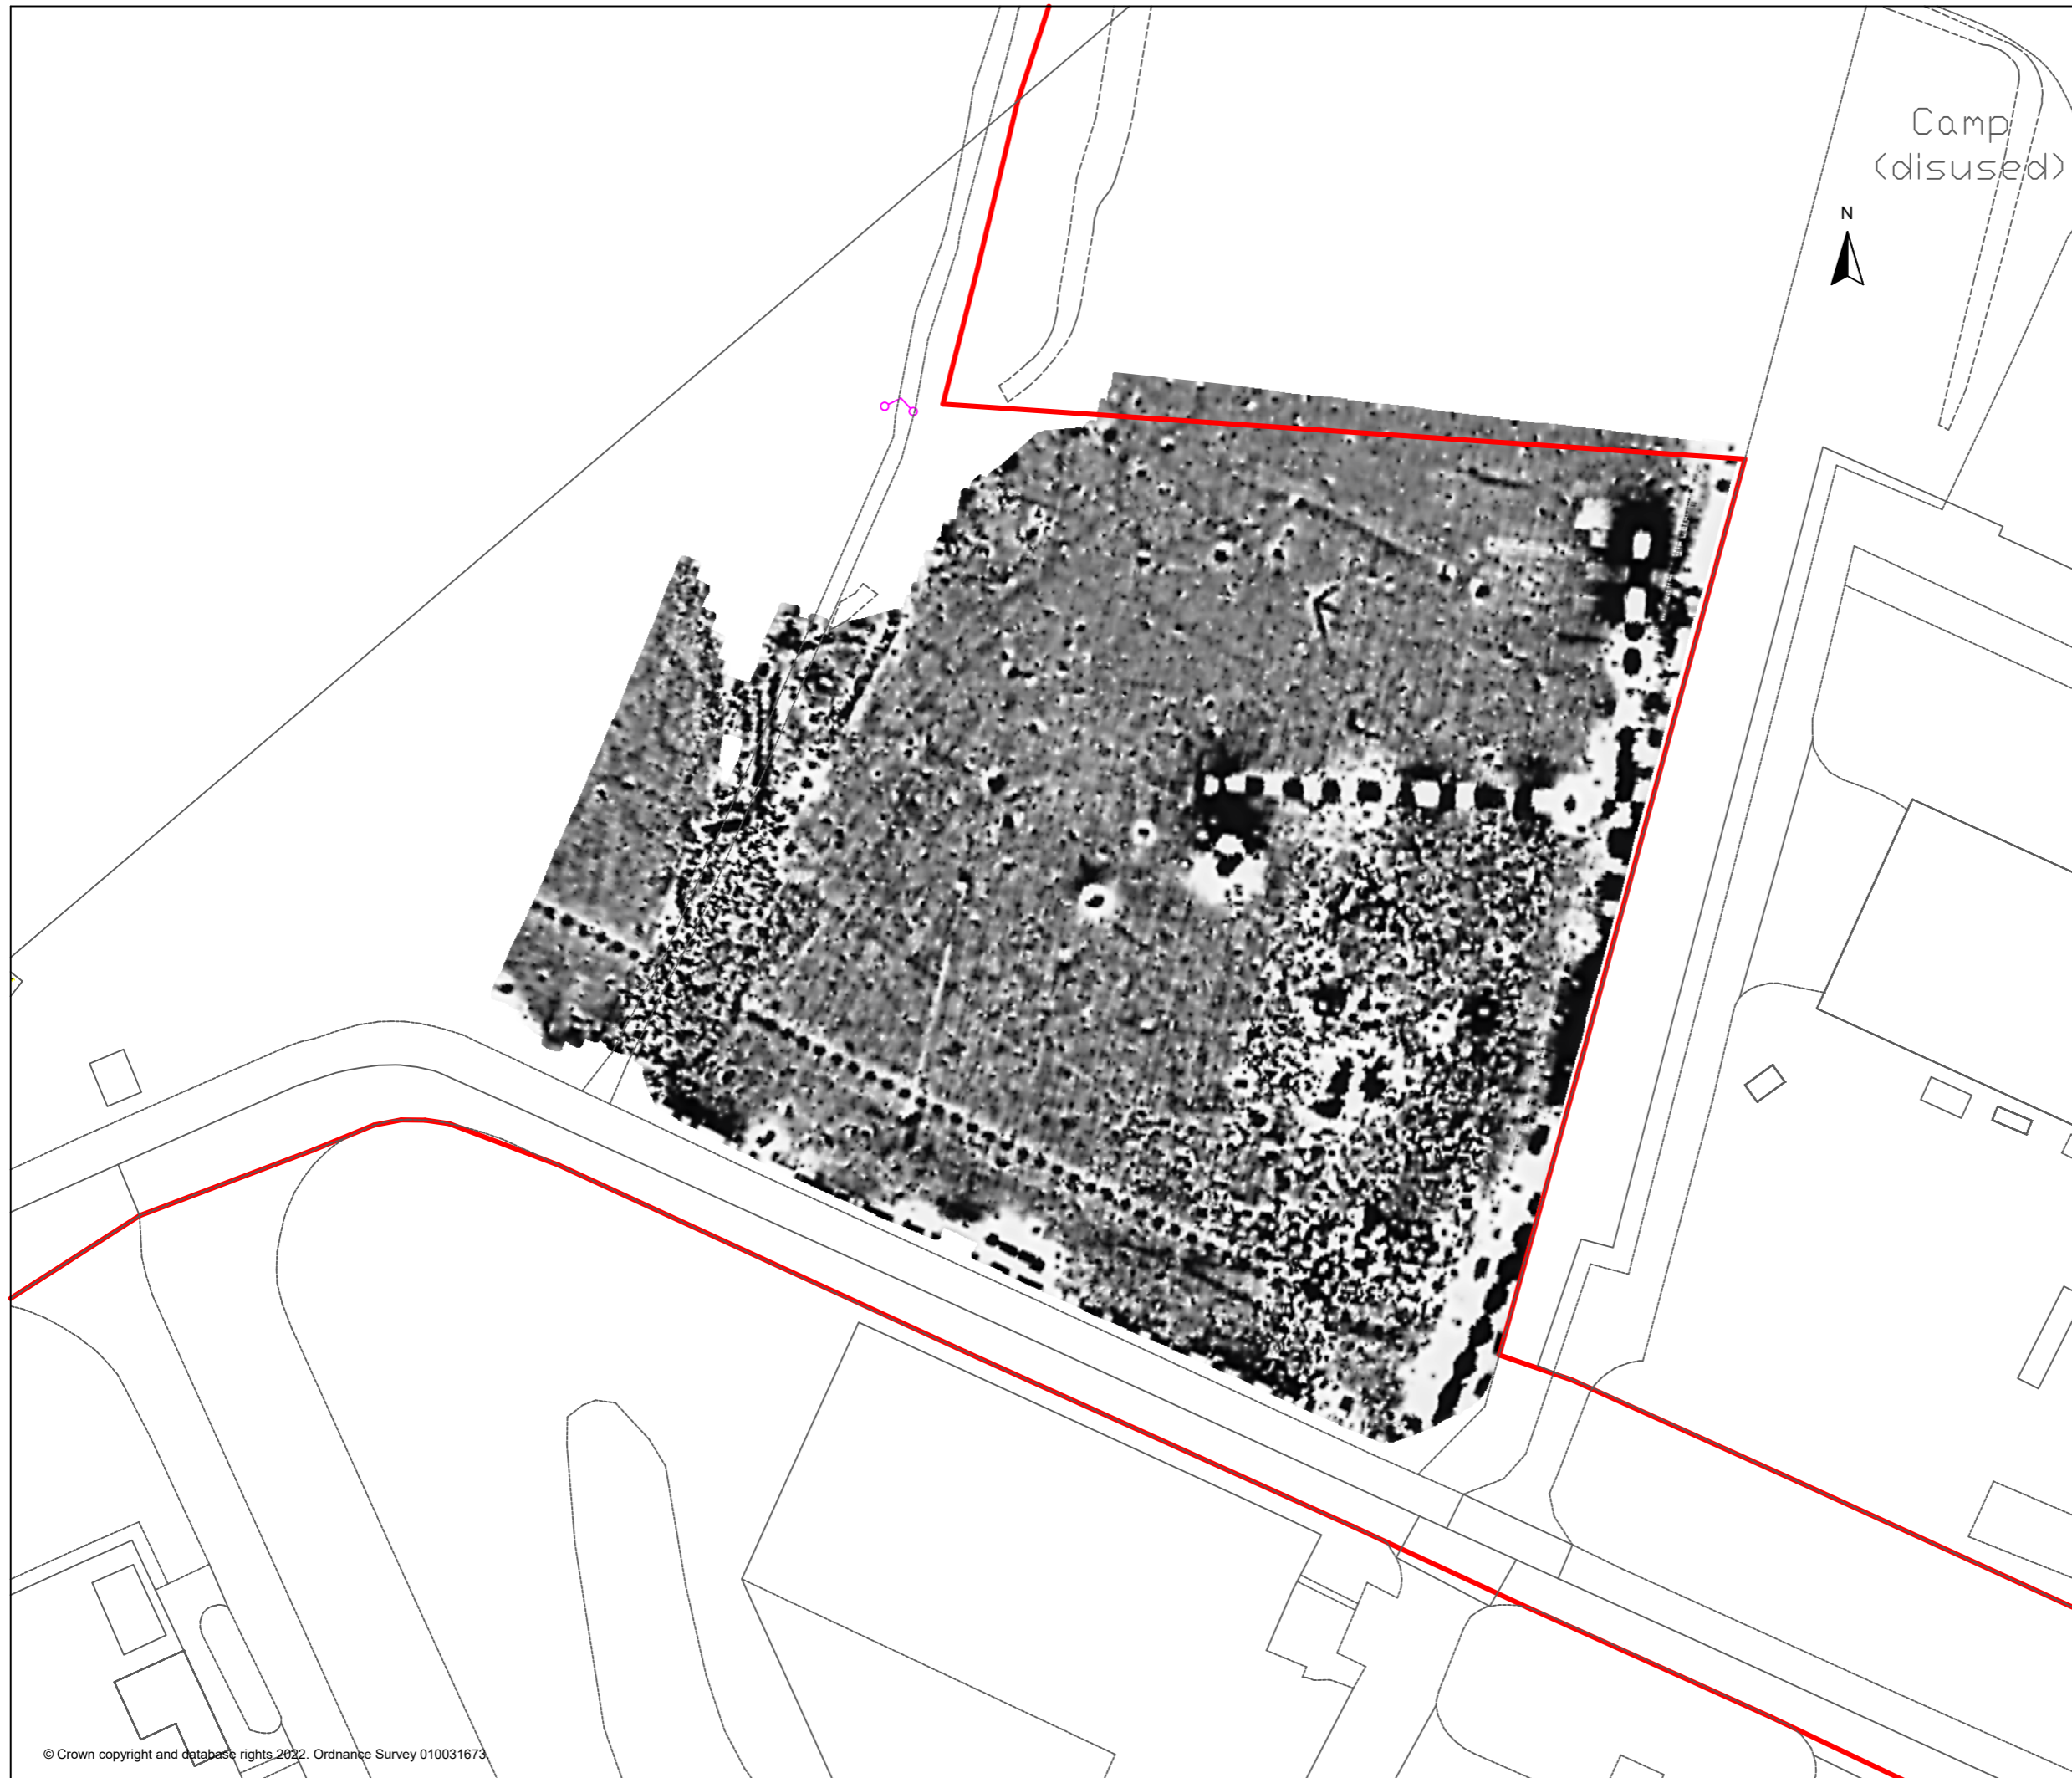 Camp
(disused)
N
© Crown copyright and database rights 2022. Ordnance Survey 010031673.